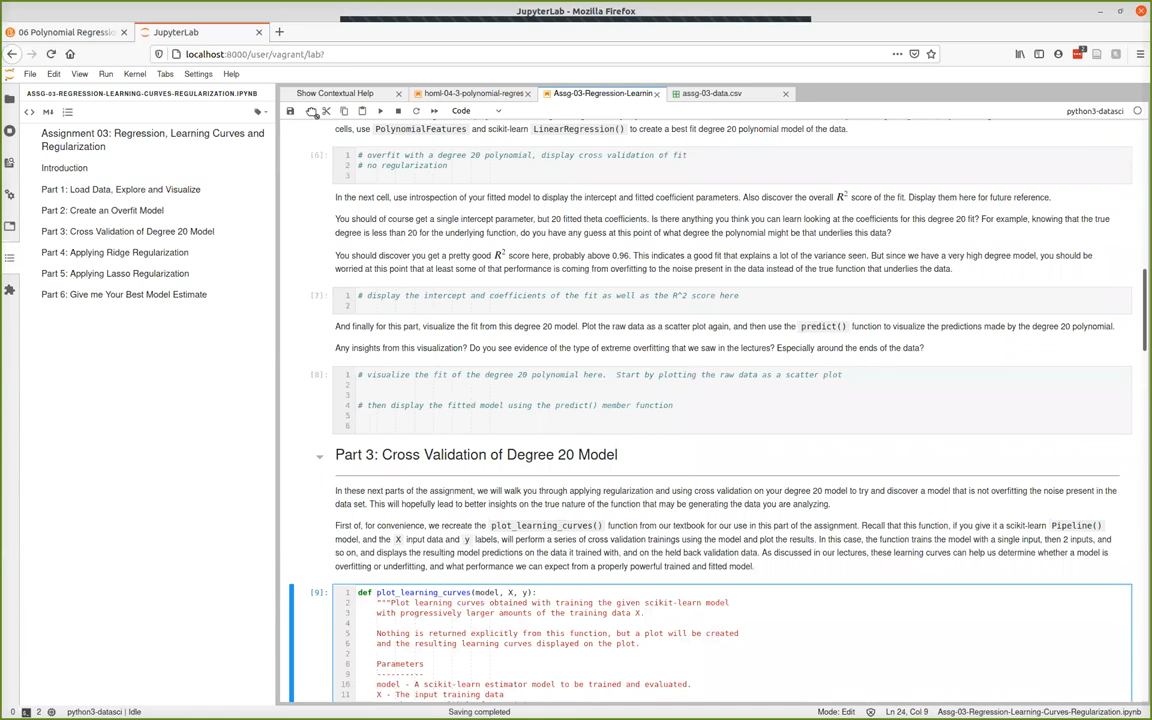 JupyterLab - Mozilla Firefox
06 Polynomial Regressi
JupyterLab
localhost:8000/user/vagrant/lab?
File Edit View Run Kernel Tabs Settings Help
ASSG-03-REGRESSION-LEARNING-CURVES-REGULARIZATION.IPYNB
Show Contextual Help
homl-04-3-polynomial-regres
Assg-03-Regression-Learnin
assg-03-data.csv
Code
python3-datasci
Assignment 03: Regression, Learning Curves and
Regularization
Introduction
Part 1: Load Data, Explore and Visualize
Part 2: Create an Overfit Model
Part 3: Cross Validation of Degree 20 Model
Part 4: Applying Ridge Regularization
Part 5: Applying Lasso Regularization
Part 6: Give me Your Best Model Estimate
cells, use PolynomialFeatures and scikit-learn LinearRegression() to create a best fit degree 20 polynomial model of the data.
[6]:
1 # overfit with a degree 20 polynomial, display cross validation of fit
2 # no regularization
3
In the next cell, use introspection of your fitted model to display the intercept and fitted coefficient parameters. Also discover the overall R2 score of the fit. Display them here for future reference.
You should of course get a single intercept parameter, but 20 fitted theta coefficients. Is there anything you think you can learn looking at the coefficients for this degree 20 fit? For example, knowing that the true
degree is less than 20 for the underlying function, do you have any guess at this point of what degree the polynomial might be that underlies this data?
You should discover you get a pretty good R2 score here, probably above 0.96. This indicates a good fit that explains a lot of the variance seen. But since we have a very high degree model, you should be
worried at this point that at least some of that performance is coming from overfitting to the noise present in the data instead of the true function that underlies the data.
[7]:
1 # display the intercept and coefficients of the fit as well as the R^2 score here
2
And finally for this part, visualize the fit from this degree 20 model. Plot the raw data as a scatter plot again, and then use the predict() function to visualize the predictions made by the degree 20 polynomial.
Any insights from this visualization? Do you see evidence of the type of extreme overfitting that we saw in the lectures? Especially around the ends of the data?
[8]:
1 # visualize the fit of the degree 20 polynomial here. Start by plotting the raw data as a scatter plot
2
3
4 # then display the fitted model using the predict() member function
5
6
Part 3: Cross Validation of Degree 20 Model
In these next parts of the assignment, we will walk you through applying regularization and using cross validation on your degree 20 model to try and discover a model that is not overfitting the noise present in the
data set. This will hopefully lead to better insights on the true nature of the function that may be generating the data you are analyzing.
First of, for convenience, we recreate the plot_learning_curves() function from our textbook for our use in this part of the assignment. Recall that this function, if you give it a scikit-learn Pipeline()
model, and the X input data and y labels, will perform a series of cross validation trainings using the model and plot the results. In this case, the function trains the model with a single input, then 2 inputs, and
so on, and displays the resulting model predictions on the data it trained with, and on the held back validation data. As discussed in our lectures, these learning curves can help us determine whether a model is
overfitting or underfitting, and what performance we can expect from a properly powerful trained and fitted model.
[9]:
1 def plot_learning_curves(model, X, y):
2 """Plot learning curves obtained with training the given scikit-learn model
3 with progressively larger amounts of the training data X.
4
5 Nothing is returned explicitly from this function, but a plot will be created
6 and the resulting learning curves displayed on the plot.
7
8 Parameters
9 ----------
10 model - A scikit-learn estimator model to be trained and evaluated.
11 X - The input training data
0 2 python3-datasci | Idle
Saving completed
Mode: Edit
Ln 24, Col 9
Assg-03-Regression-Learning-Curves-Regularization.ipynb